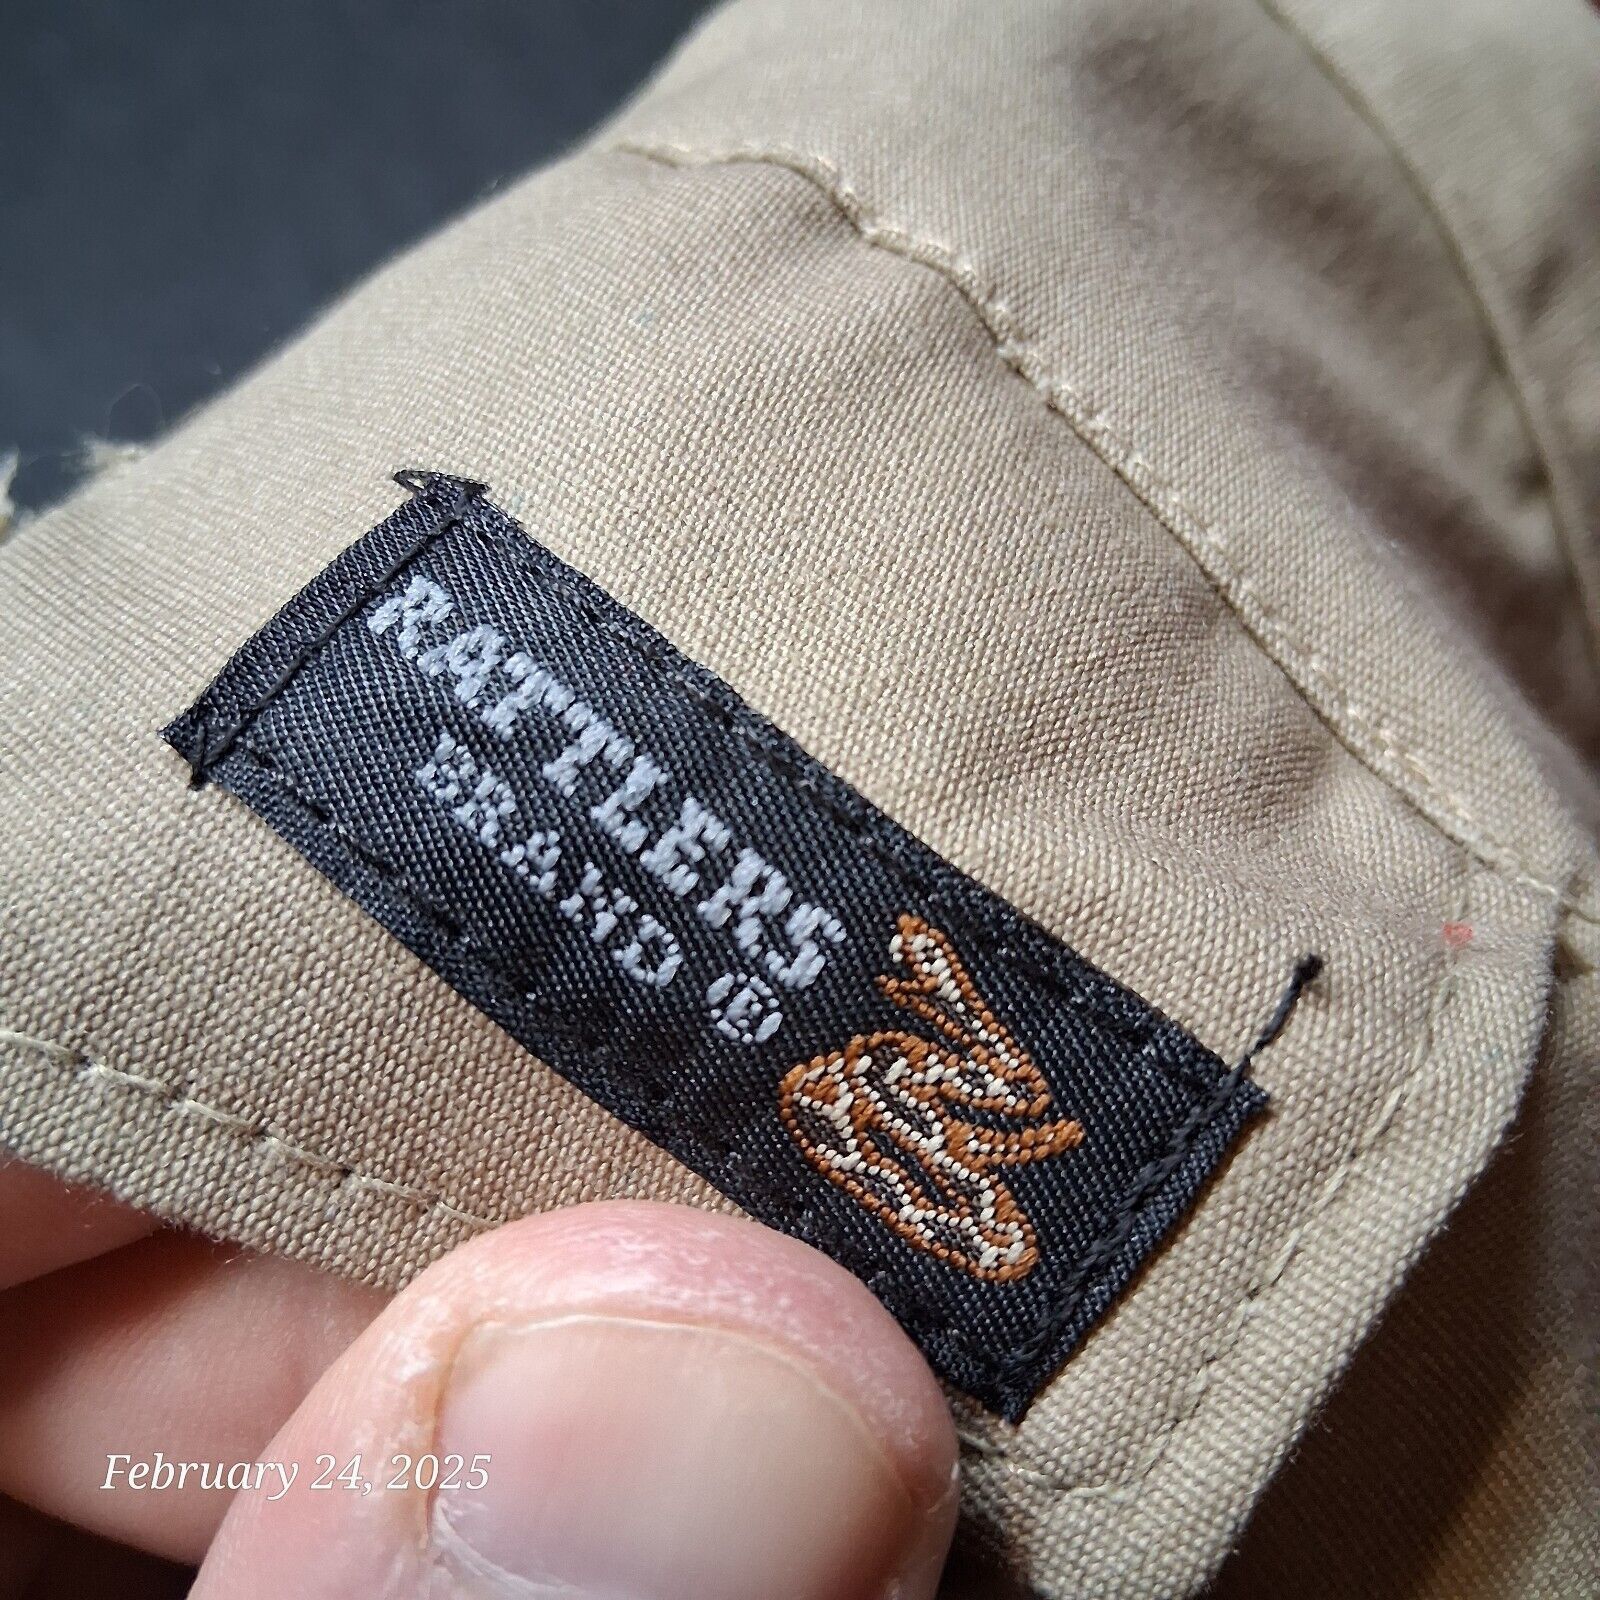 RATTLERS
BRAND ®
February 24, 2025